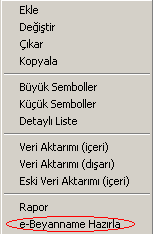 Ekle
Değiştir
Çıkar
Kopyala
Büyük Semboller
Küçük Semboller
Detaylı Liste
Veri Aktarımı (içeri)
Veri Aktarımı (dışarı)
Eski Veri Aktarımı (içeri)
Rapor
e-Beyanname Hazırla